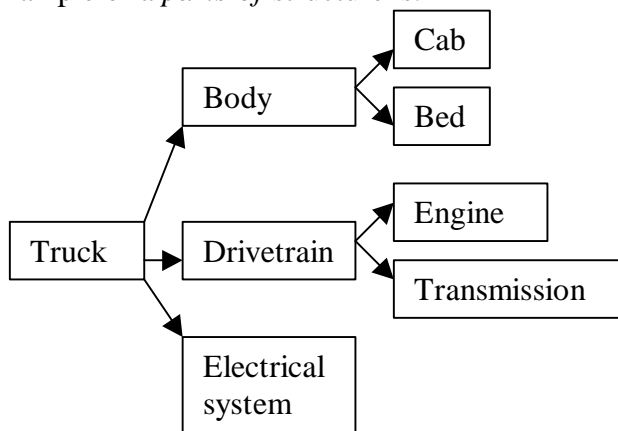 Cab
Body
Bed
Engine
Truck
Drivetrain
Transmission
Electrical
system